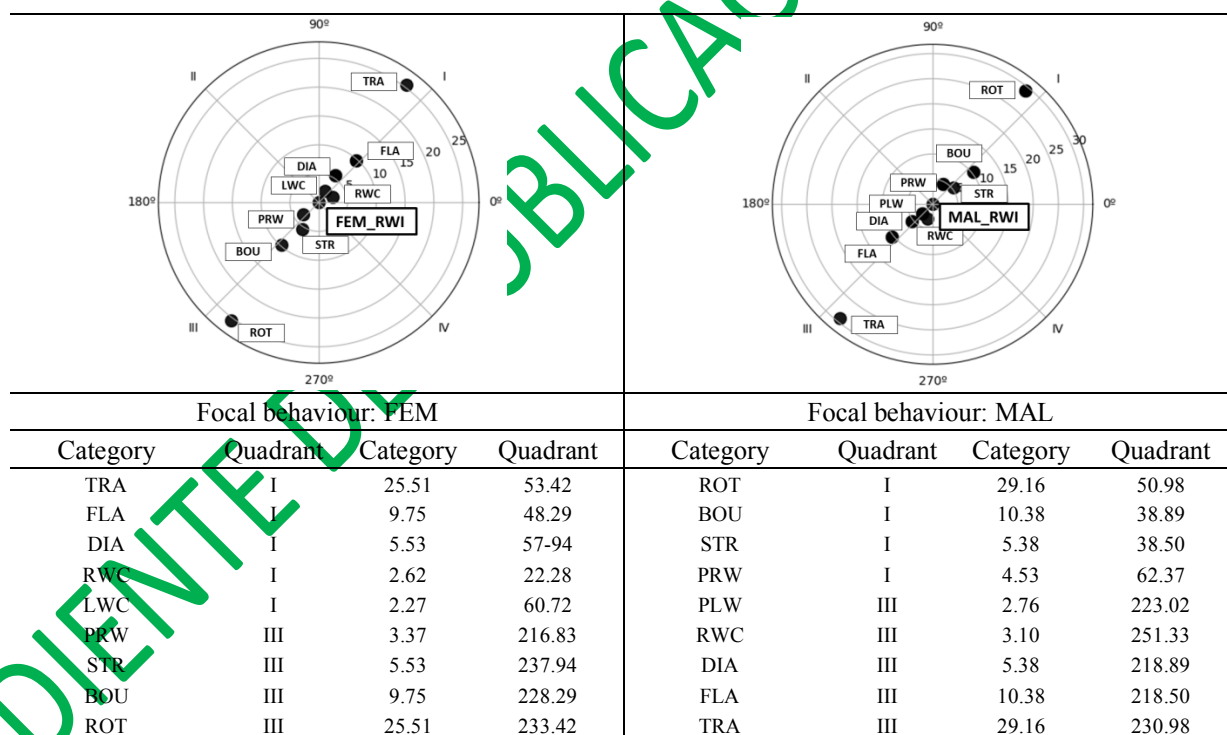 90º
II
I
TRA
25
20
FLA
15
10
DIA
5
LWC
RWC
180º
0º
PRW
FEM_RWI
BOU
STR
III
ROT
IV
270º
90º
II
I
ROT
30
25
20
BOU
15
10
PRW
STR
PLW
180º
0º
DIA
MAL_RWI
RWC
FLA
III
TRA
IV
270º
Focal behaviour: FEM
Category Quadrant Category Quadrant
TRA I 25.51 53.42
FLA I 9.75 48.29
DIA I 5.53 57-94
RWC I 2.62 22.28
LWC I 2.27 60.72
PRW III 3.37 216.83
STR III 5.53 237.94
BOU III 9.75 228.29
ROT III 25.51 233.42
Focal behaviour: MAL
Category Quadrant Category Quadrant
ROT I 29.16 50.98
BOU I 10.38 38.89
STR I 5.38 38.50
PRW I 4.53 62.37
PLW III 2.76 223.02
RWC III 3.10 251.33
DIA III 5.38 218.89
FLA III 10.38 218.50
TRA III 29.16 230.98